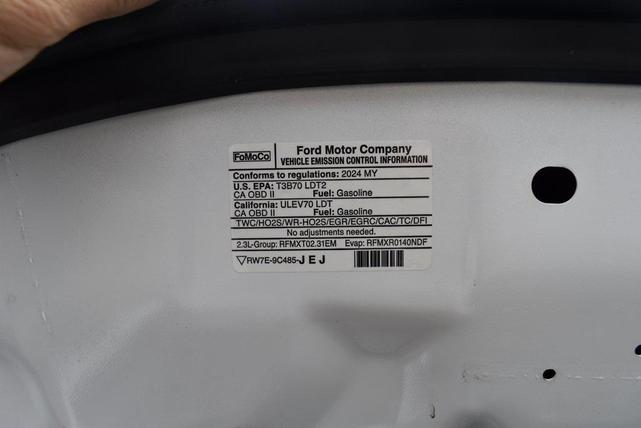 FoMoCo
Ford Motor Company
VEHICLE EMISSION CONTROL INFORMATION
Conforms to regulations: 2024 MY
U.S. EPA: T3B70 LDT2
CA OBD II Fuel: Gasoline
California: ULEV70 LDT
CA OBD II Fuel: Gasoline
TWC/HO2S/WR-HO2S/EGR/EGRC/CAC/TC/DFI
No adjustments needed.
2.3L-Group: RFMXT02.31EM Evap: RFMXR0140NDF
▽RW7E-9C485-JEJ